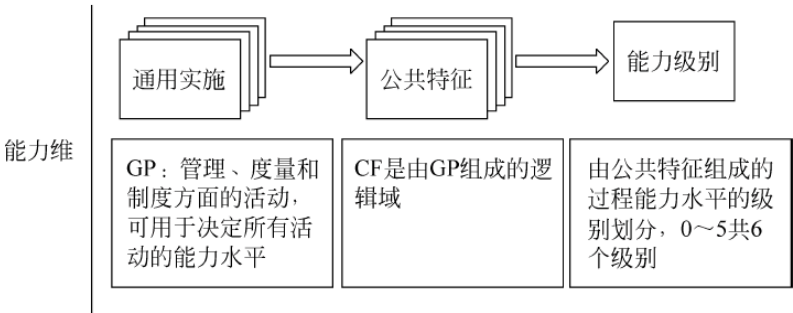 通用实施
公共特征
能力级别
能力维
GP：管理、度量和
制度方面的活动，
可用于决定所有活
动的能力水平
CF是由GP组成的逻
辑域
由公共特征组成的
过程能力水平的级
别划分，0～5共6
个级别